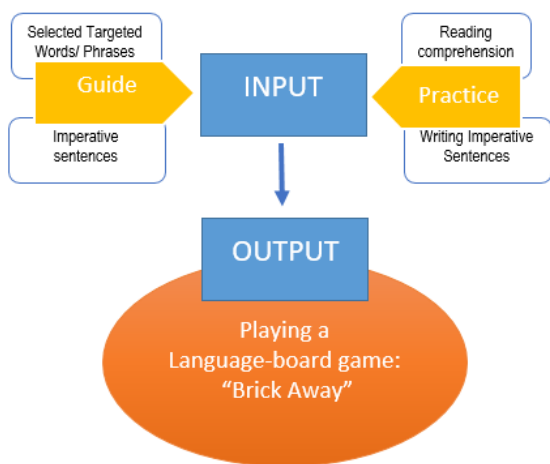 Selected Targeted
Words/ Phrases
Guide
Imperative
sentences
INPUT
Reading
comprehension
Practice
Writing Imperative
Sentences
OUTPUT
Playing a
Language-board game:
“Brick Away”